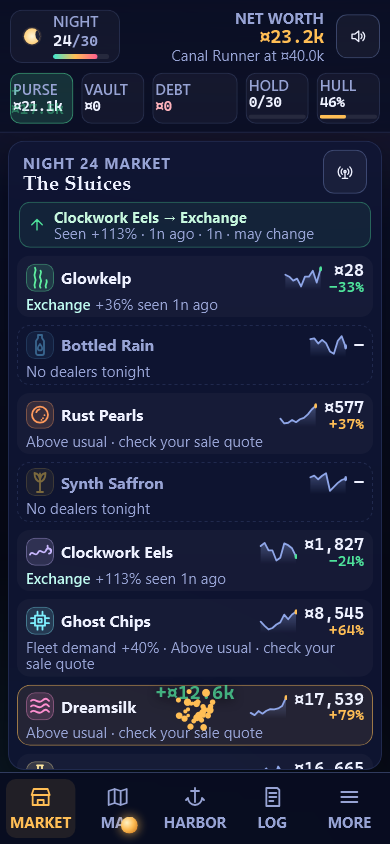 NIGHT
24/30
NET WORTH
¤23.2k
Canal Runner at ¤40.0k
PURSE
¤21.1k
VAULT
¤0
DEBT
¤0
HOLD
0/30
HULL
46%
NIGHT 24 MARKET
The Sluices
Clockwork Eels → Exchange
Seen +113% · 1n ago · 1n · may change
Glowkelp
¤28
−33%
Exchange +36% seen 1n ago
Bottled Rain
–
No dealers tonight
Rust Pearls
¤577
+37%
Above usual · check your sale quote
Synth Saffron
–
No dealers tonight
Clockwork Eels
¤1,827
−24%
Exchange +113% seen 1n ago
Ghost Chips
¤8,545
+64%
Fleet demand +40% · Above usual · check your
sale quote
+¤12.6k
Dreamsilk
¤17,539
+79%
Above usual · check your sale quote
¤16,665
MARKET
MAP
HARBOR
LOG
MORE